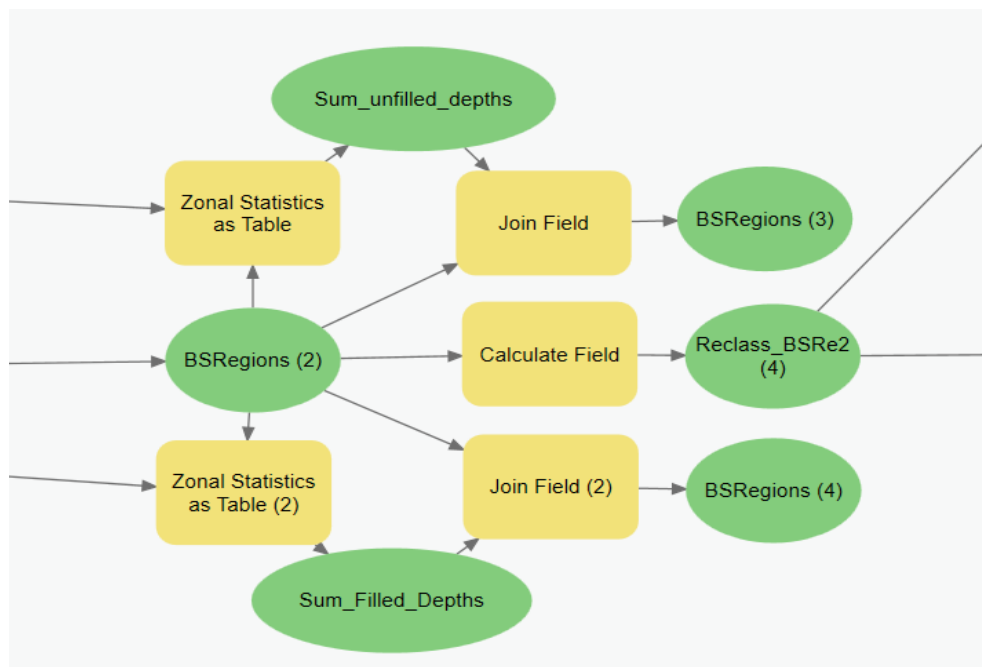 Sum_unfilled_depths
Zonal Statistics
as Table
Join Field
BSRegions (3)
BSRegions (2)
Calculate Field
Reclass_BSRe2
(4)
Zonal Statistics
as Table (2)
Join Field (2)
BSRegions (4)
Sum_Filled_Depths